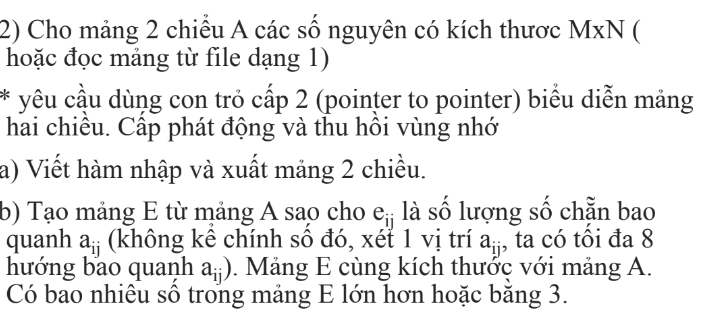 2) Cho mảng 2 chiều A các số nguyên có kích thươc MxN (
hoặc đọc mảng từ file dạng 1)
* yêu cầu dùng con trỏ cấp 2 (pointer to pointer) biểu diễn mảng
hai chiều. Cấp phát động và thu hồi vùng nhớ
a) Viết hàm nhập và xuất mảng 2 chiều.
b) Tạo mảng E từ mảng A sao cho eij là số lượng số chẵn bao
quanh aij (không kể chính số đó, xét 1 vị trí aij, ta có tối đa 8
hướng bao quanh aij). Mảng E cùng kích thước với mảng A.
Có bao nhiêu số trong mảng E lớn hơn hoặc bằng 3.